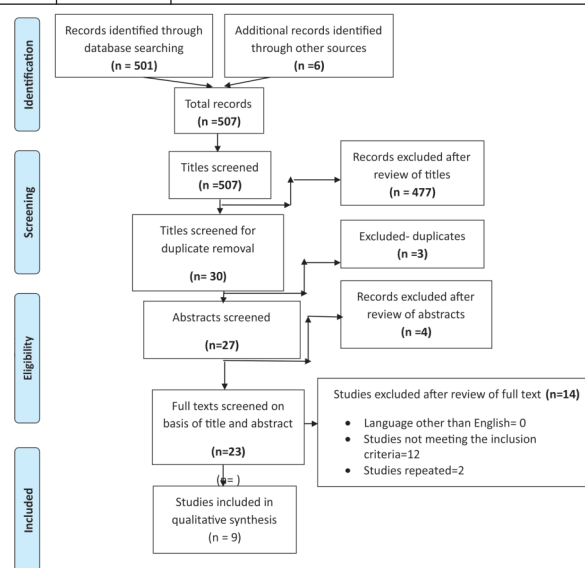 Identification
Records identified through
database searching
(n = 501)
Additional records identified
through other sources
(n =6)
Total records
(n =507)
Screening
Titles screened
(n =507)
Records excluded after
review of titles
(n = 477)
Titles screened for
duplicate removal
(n= 30)
Excluded- duplicates
(n =3)
Eligibility
Abstracts screened
(n=27)
Records excluded after
review of abstracts
(n =4)
Full texts screened on
basis of title and abstract
(n=23)
Studies excluded after review of full text (n=14)
• Language other than English= 0
• Studies not meeting the inclusion
criteria=12
• Studies repeated=2
Included
(n= )
Studies included in
qualitative synthesis
(n = 9)